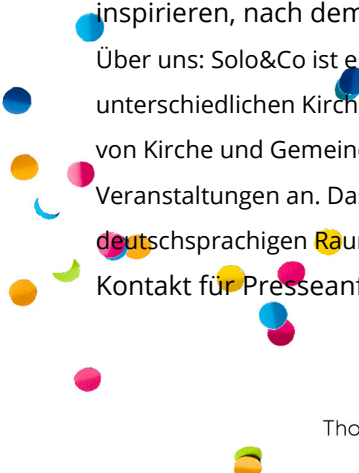 inspirieren, nach dem
Über uns: Solo&Co ist e
unterschiedlichen Kirch
von Kirche und Gemein
Veranstaltungen an. Das
deutschsprachigen Rau
Kontakt für Presseanf
Tho